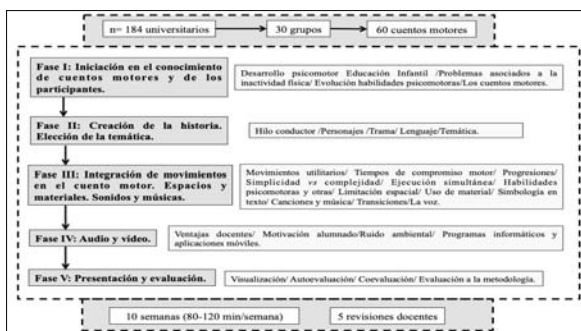 n= 184 universitarios
30 grupos
60 cuentos motores
Fase I: Iniciación en el conocimiento
de cuentos motores y de los
participantes.
Desarrollo psicomotor Educación Infantil /Problemas asociados a la
inactividad física/ Evolución habilidades psicomotoras/Los cuentos motores.
Fase II: Creación de la historia.
Elección de la temática.
Hilo conductor /Personajes /Trama/ Lenguaje/Temática.
Fase III: Integración de movimientos
en el cuento motor. Espacios y
materiales. Sonidos y músicas.
Movimientos utilitarios/ Tiempos de compromiso motor/ Progresiones/
Simplicidad vs complejidad/ Ejecución simultánea/ Habilidades
psicomotoras y otras/ Limitación espacial/ Uso de material/ Simbología en
texto/ Canciones y música/ Transiciones/La voz.
Fase IV: Audio y vídeo.
Ventajas docentes/ Motivación alumnado/Ruido ambiental/ Programas informáticos y
aplicaciones móviles.
Fase V: Presentación y evaluación.
Visualización/ Autoevaluación/ Coevaluación/ Evaluación a la metodología.
10 semanas (80-120 min/semana)
5 revisiones docentes